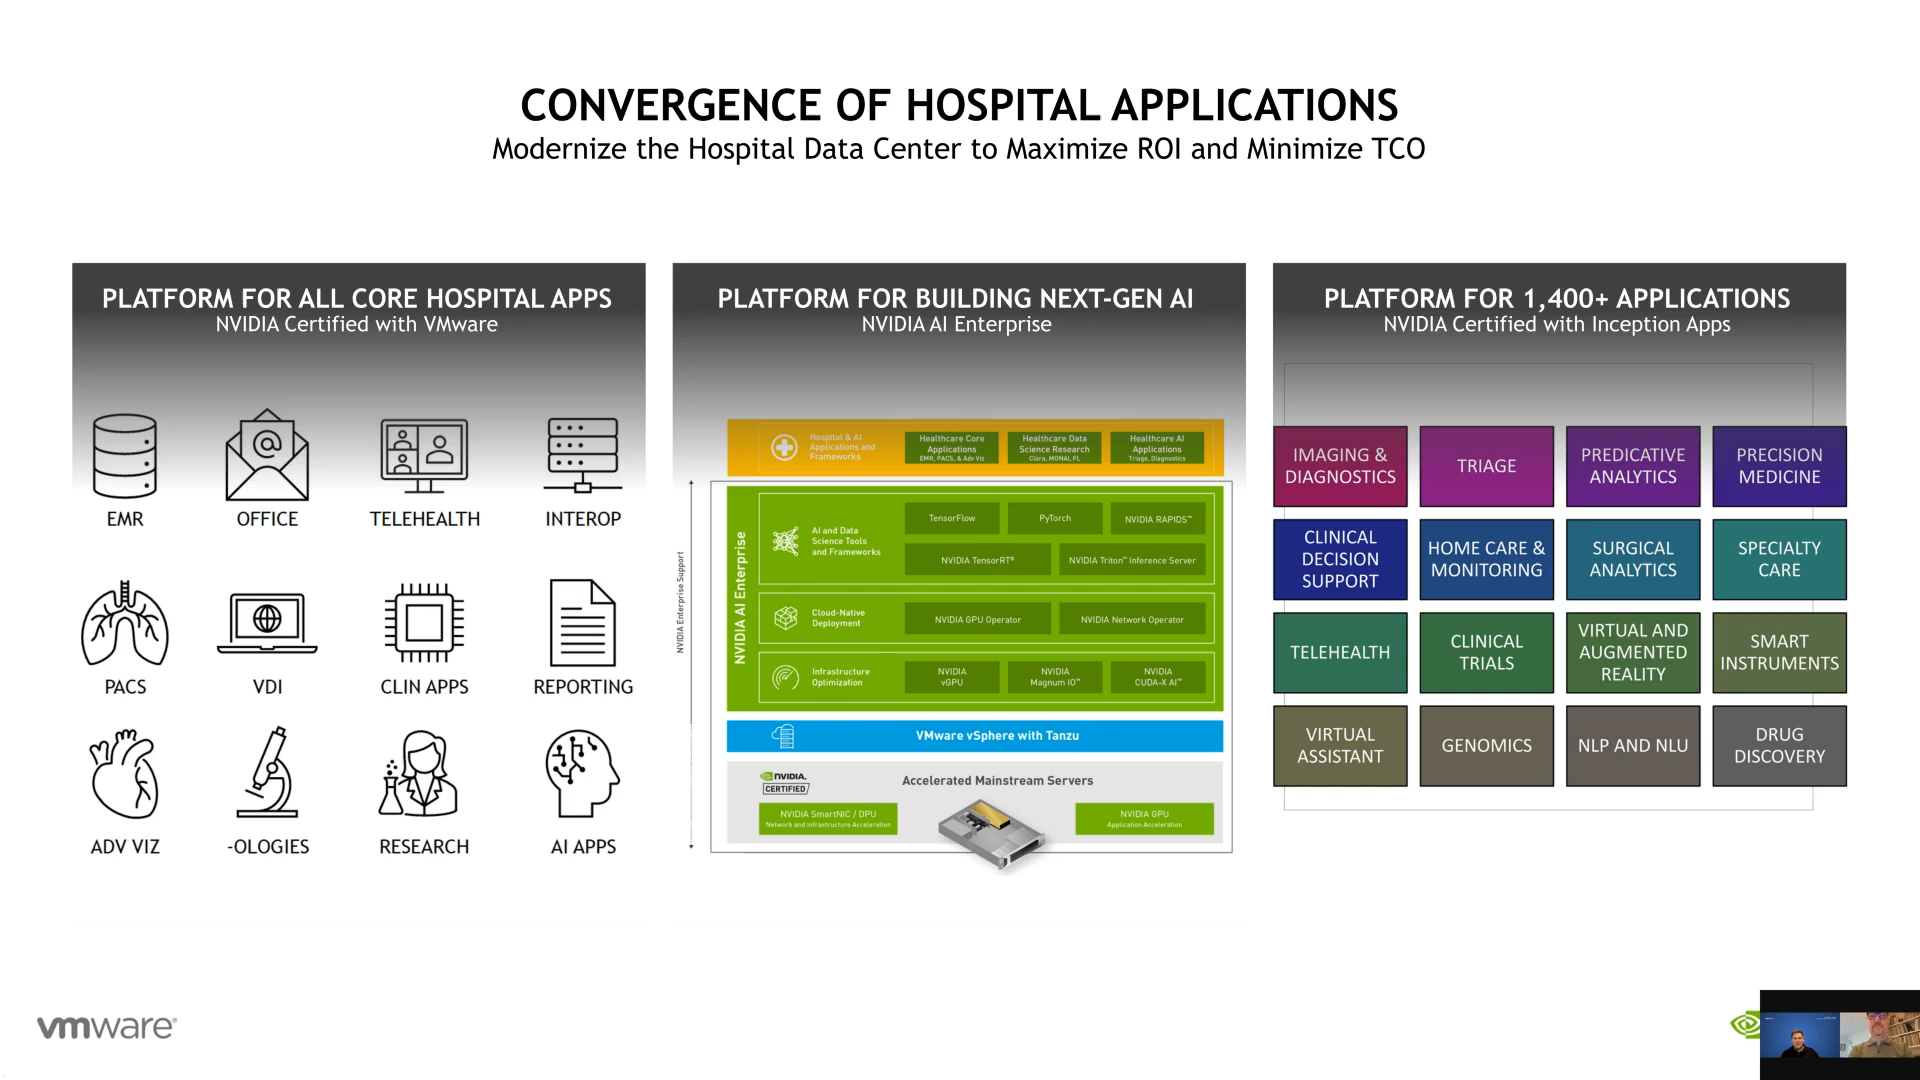 CONVERGENCE OF HOSPITAL APPLICATIONS
Modernize the Hospital Data Center to Maximize ROI and Minimize TCO
PLATFORM FOR ALL CORE HOSPITAL APPS
NVIDIA Certified with VMware
EMR
OFFICE
TELEHEALTH
INTEROP
PACS
VDI
CLIN APPS
REPORTING
ADV VIZ
-OLOGIES
RESEARCH
AI APPS
PLATFORM FOR BUILDING NEXT-GEN AI
NVIDIA AI Enterprise
Hospital & AI
Applications and
Frameworks
Healthcare Core
Applications
EMR, PACS, & Adv Viz
Healthcare Data
Science Research
Clara, MONAI, FL
Healthcare AI
Applications
Triage, Diagnostics
NVIDIA Enterprise Support
NVIDIA AI Enterprise
AI and Data
Science Tools
and Frameworks
TensorFlow
PyTorch
NVIDIA RAPIDS™
NVIDIA TensorRT®
NVIDIA Triton™ Inference Server
Cloud-Native
Deployment
NVIDIA GPU Operator
NVIDIA Network Operator
Infrastructure
Optimization
NVIDIA
vGPU
NVIDIA
Magnum IO™
NVIDIA
CUDA-X AI™
VMware vSphere with Tanzu
NVIDIA.
CERTIFIED
Accelerated Mainstream Servers
NVIDIA SmartNIC / DPU
Network and Infrastructure Acceleration
NVIDIA GPU
Application Acceleration
PLATFORM FOR 1,400+ APPLICATIONS
NVIDIA Certified with Inception Apps
IMAGING &
DIAGNOSTICS
TRIAGE
PREDICATIVE
ANALYTICS
PRECISION
MEDICINE
CLINICAL
DECISION
SUPPORT
HOME CARE &
MONITORING
SURGICAL
ANALYTICS
SPECIALTY
CARE
TELEHEALTH
CLINICAL
TRIALS
VIRTUAL AND
AUGMENTED
REALITY
SMART
INSTRUMENTS
VIRTUAL
ASSISTANT
GENOMICS
NLP AND NLU
DRUG
DISCOVERY
vmware®